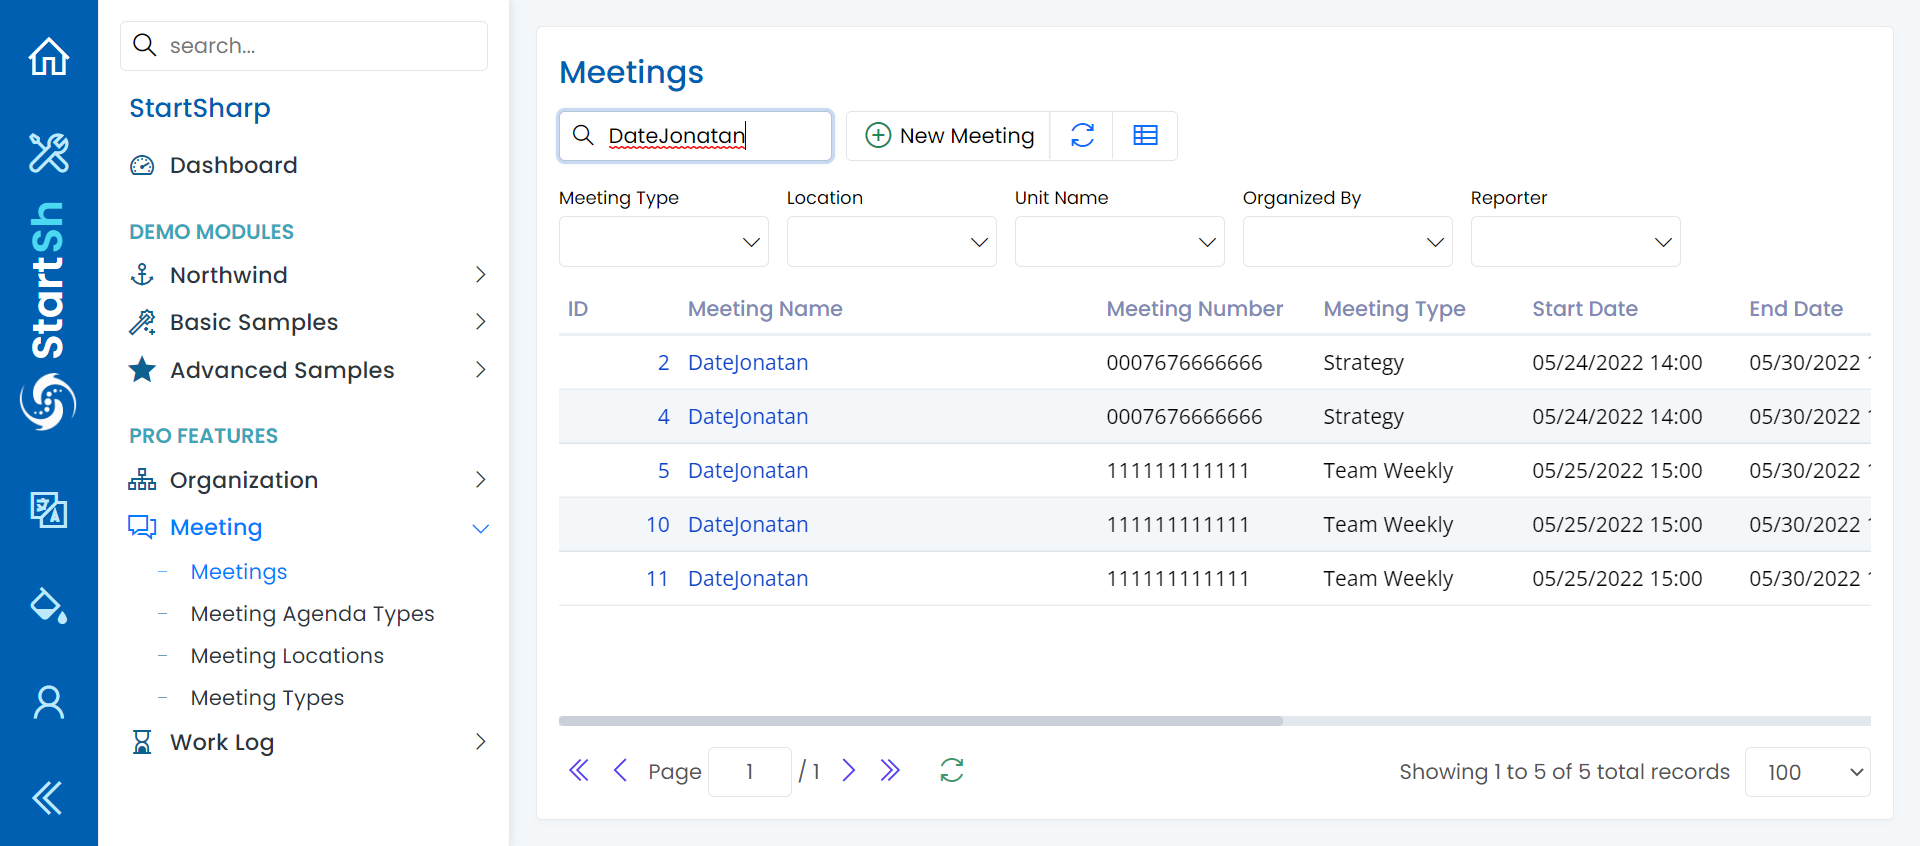 search...
StartSharp
Dashboard
DEMO MODULES
Northwind
Basic Samples
Advanced Samples
PRO FEATURES
Organization
Meeting
Meetings
Meeting Agenda Types
Meeting Locations
Meeting Types
Work Log
StartSh
Meetings
DateJonatan
New Meeting
Meeting Type Location Unit Name Organized By Reporter
ID Meeting Name Meeting Number Meeting Type Start Date End Date
2 DateJonatan 0007676666666 Strategy 05/24/2022 14:00 05/30/2022
4 DateJonatan 0007676666666 Strategy 05/24/2022 14:00 05/30/2022
5 DateJonatan 111111111111 Team Weekly 05/25/2022 15:00 05/30/2022
10 DateJonatan 111111111111 Team Weekly 05/25/2022 15:00 05/30/2022
11 DateJonatan 111111111111 Team Weekly 05/25/2022 15:00 05/30/2022
Page 1 / 1 Showing 1 to 5 of 5 total records 100